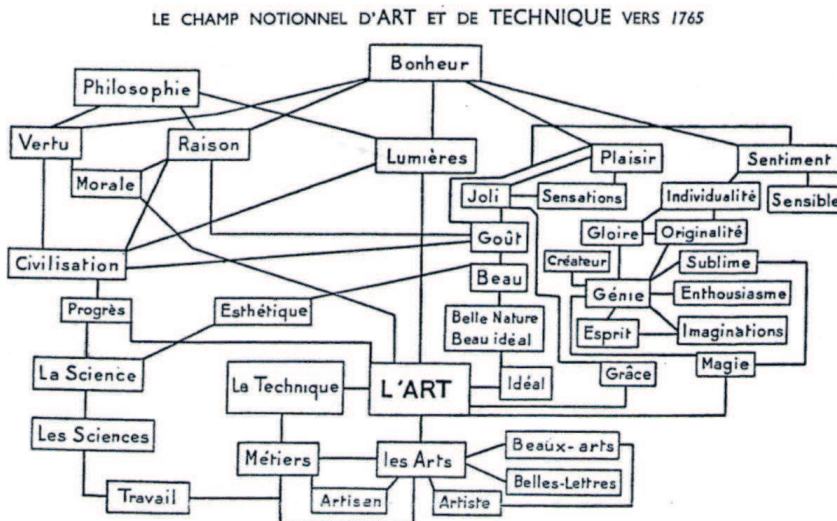 LE CHAMP NOTIONNEL D'ART ET DE TECHNIQUE VERS 1765
Bonheur
Philosophie
Vertu
Raison
Lumières
Plaisir
Sentiment
Morale
Joli
Sensations
Individualité
Sensible
Gloire
Originalité
Goût
Civilisation
Créateur
Sublime
Beau
Génie
Enthousiasme
Progrès
Esthétique
Belle Nature
Beau idéal
Esprit
Imaginations
La Science
La Technique
L'ART
Idéal
Grâce
Magie
Les Sciences
Métiers
les Arts
Beaux-arts
Belles-Lettres
Travail
Artisan
Artiste